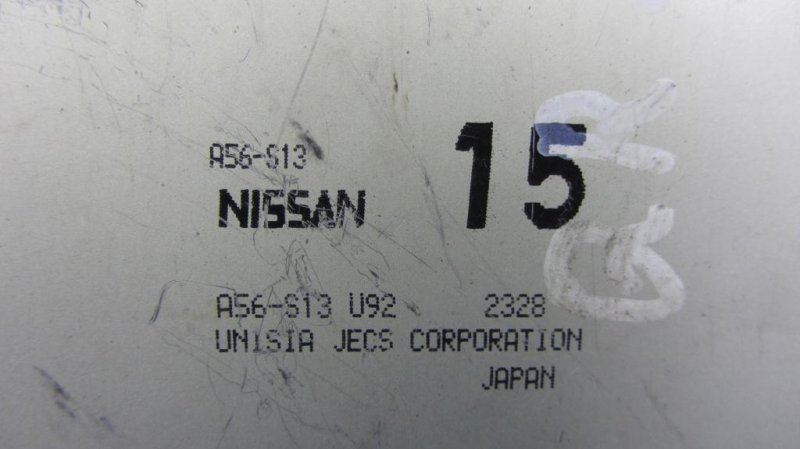 A56-S13
NISSAN 15
A56-S13 U92 2328
UNISIA JECS CORPORATION
JAPAN